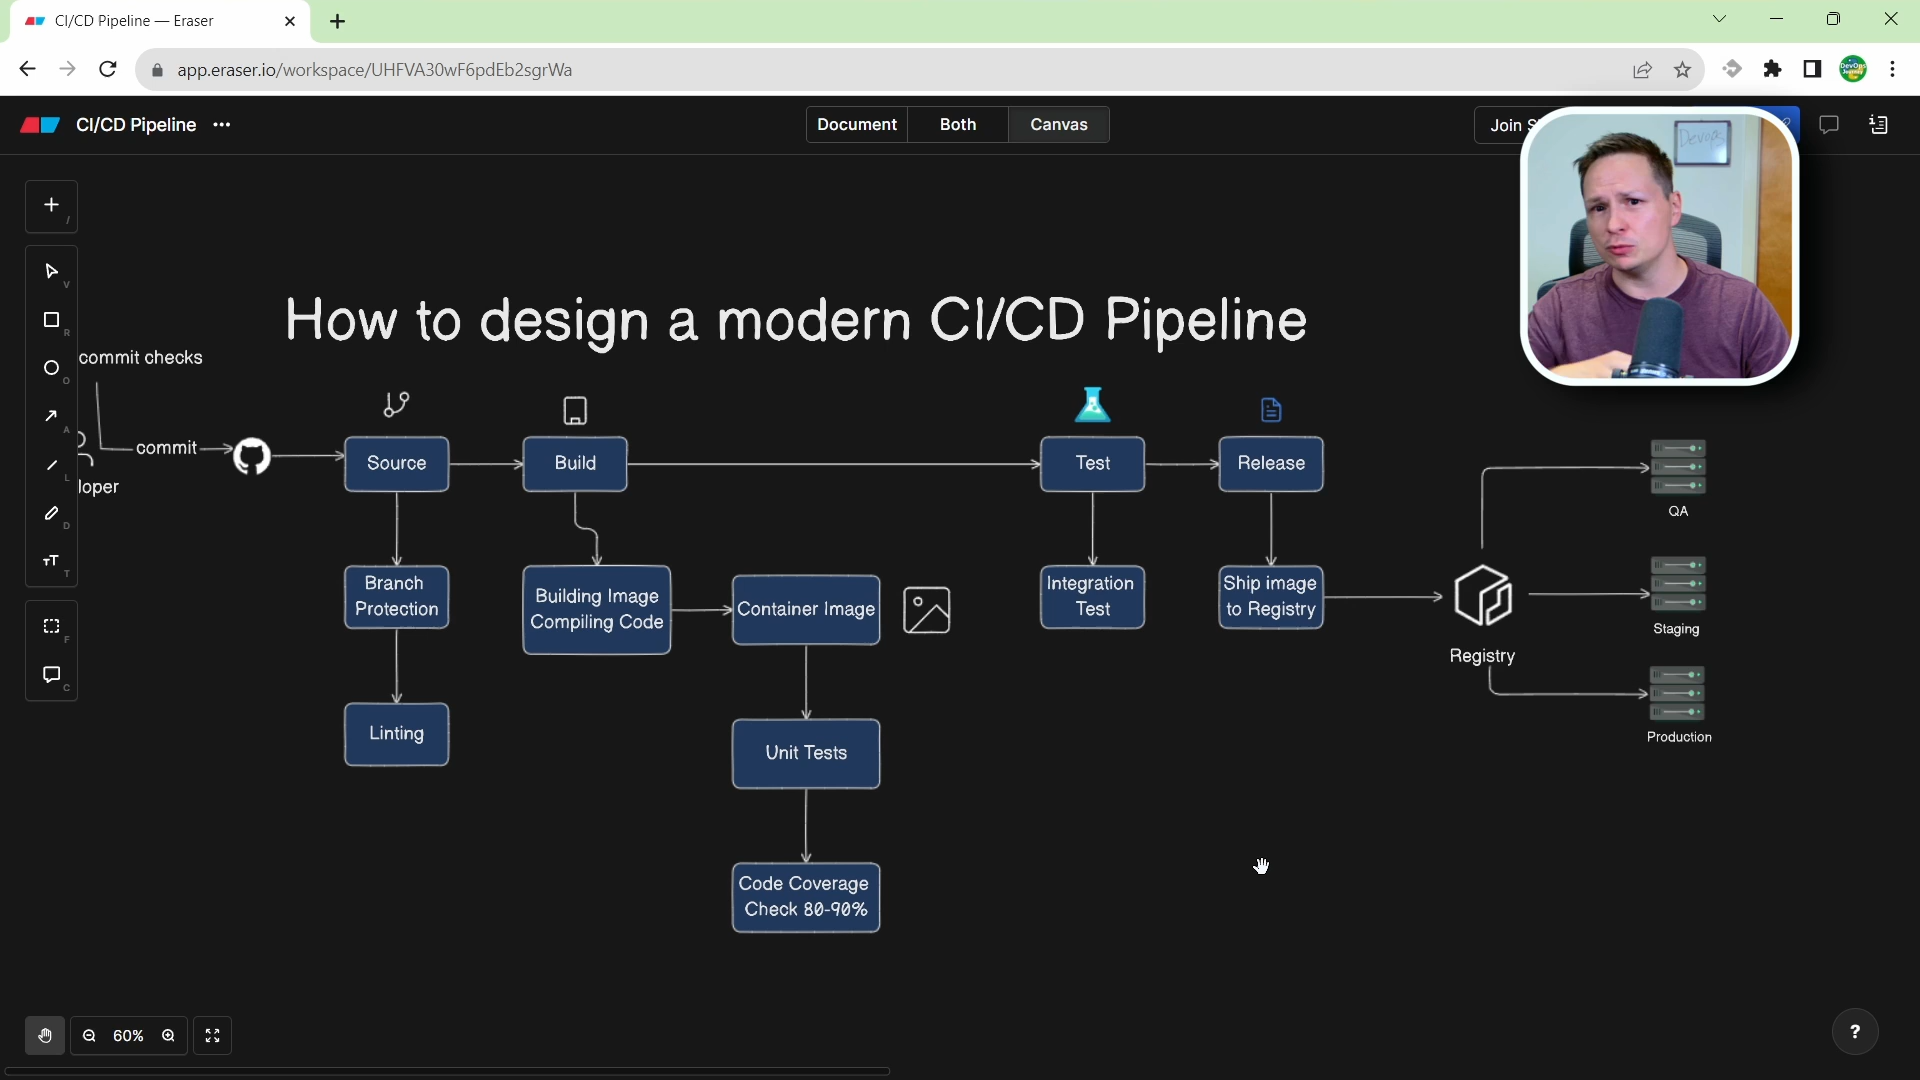 CI/CD Pipeline — Eraser
app.eraser.io/workspace/UHFVA30wF6pdEb2sgrWa
DevOps
Journey
CI/CD Pipeline
Document
Both
Canvas
Join S
Devops
/
V
R
O
A
L
D
T
F
C
How to design a modern CI/CD Pipeline
commit checks
commit
loper
Source
Build
Test
Release
Branch
Protection
Linting
Building Image
Compiling Code
Container Image
Unit Tests
Code Coverage
Check 80-90%
Integration
Test
Ship image
to Registry
Registry
QA
Staging
Production
60%
?